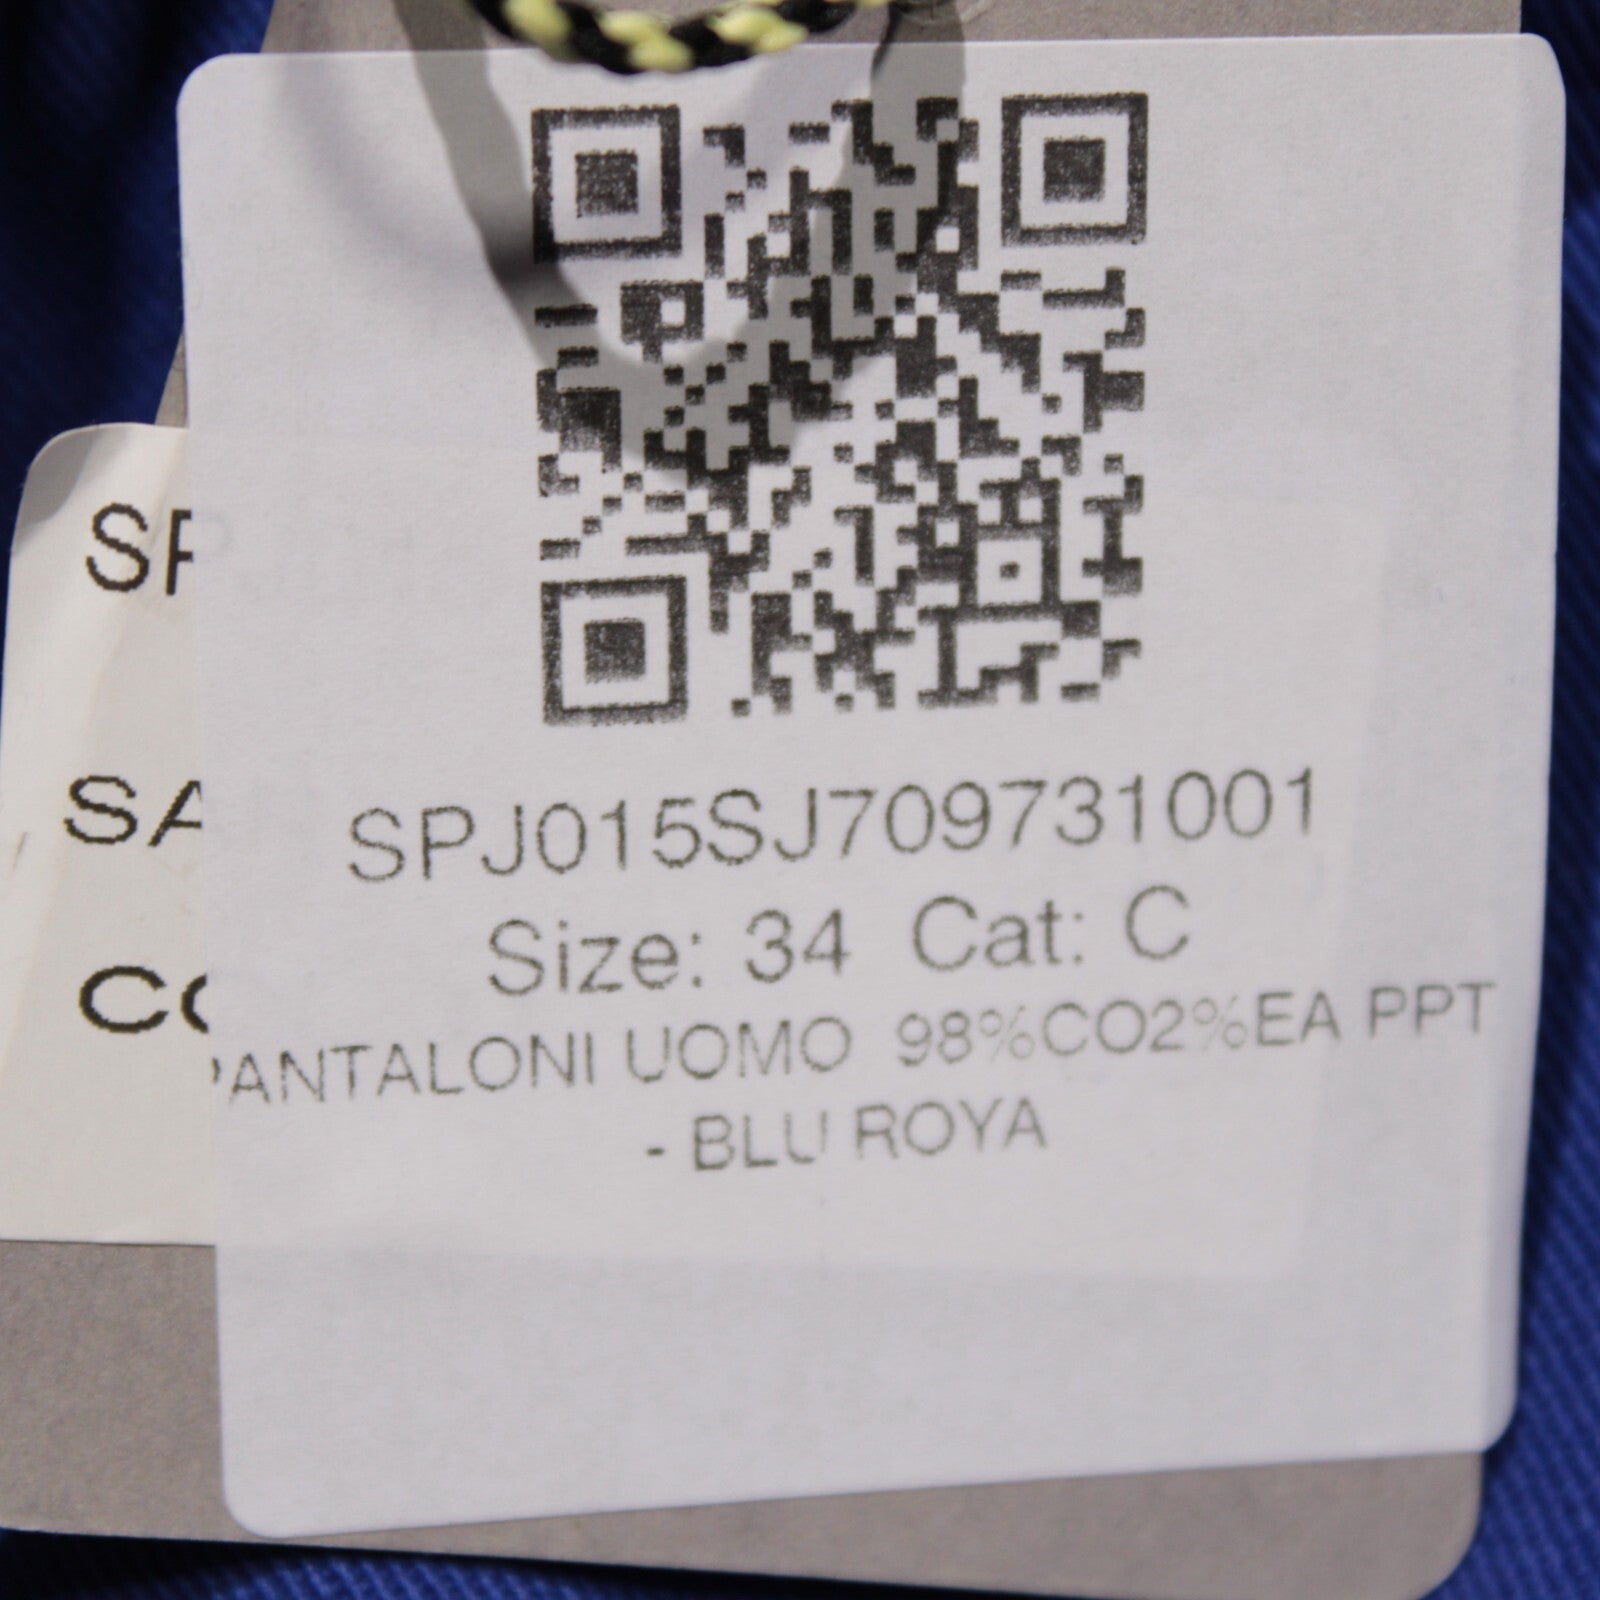 SPJ015SJ709731001
Size: 34 Cat: C
PANTALONI UOMO 98%CO2%EA PPT
- BLU ROYA